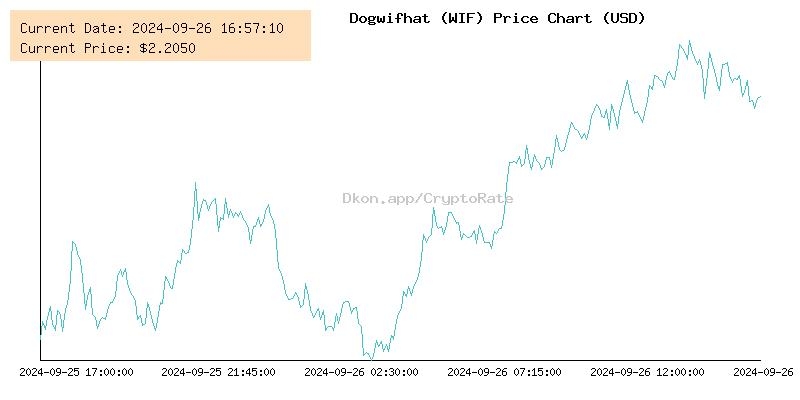 Dogwifhat (WIF) Price Chart (USD)
Current Date: 2024-09-26 16:57:10
Current Price: $2.2050
Dkon.app/CryptoRate
2024-09-25 17:00:00 2024-09-25 21:45:00 2024-09-26 02:30:00 2024-09-26 07:15:00 2024-09-26 12:00:00 2024-09-26